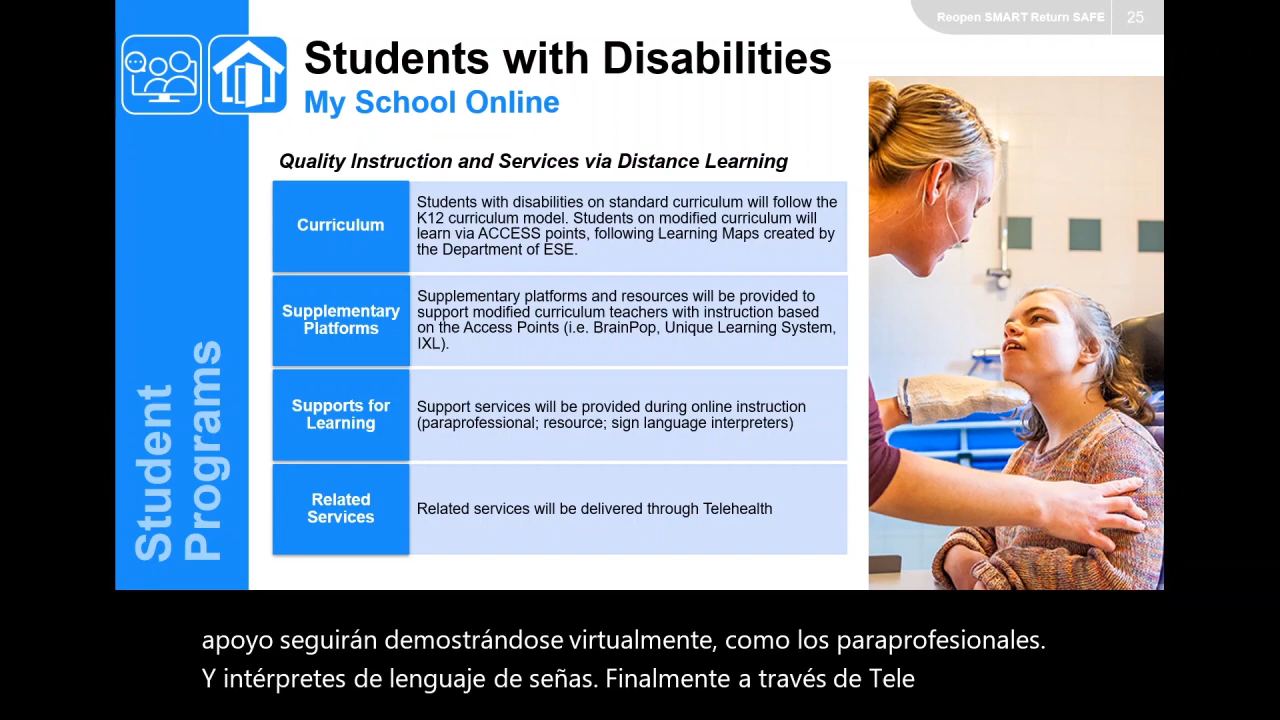 Reopen SMART Return SAFE 25
Students with Disabilities
My School Online
Quality Instruction and Services via Distance Learning
Curriculum
Students with disabilities on standard curriculum will follow the
K12 curriculum model. Students on modified curriculum will
learn via ACCESS points, following Learning Maps created by
the Department of ESE.
Supplementary
Platforms
Supplementary platforms and resources will be provided to
support modified curriculum teachers with instruction based
on the Access Points (i.e. BrainPop, Unique Learning System,
IXL).
Supports for
Learning
Support services will be provided during online instruction
(paraprofessional; resource; sign language interpreters)
Related
Services
Related services will be delivered through Telehealth
Student
Programs
apoyo seguirán demostrándose virtualmente, como los paraprofesionales.
Y intérpretes de lenguaje de señas. Finalmente a través de Tele